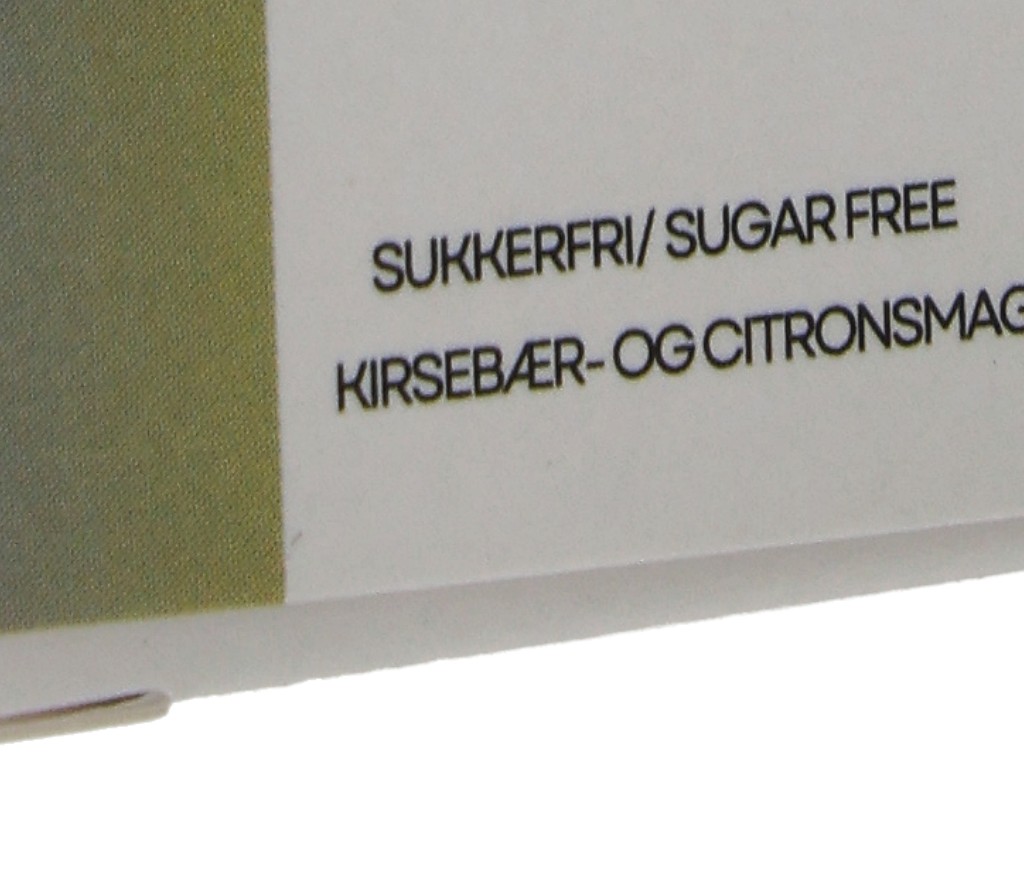 SUKKERFRI/ SUGAR FREE
KIRSEBÆR- OG CITRONSMAG